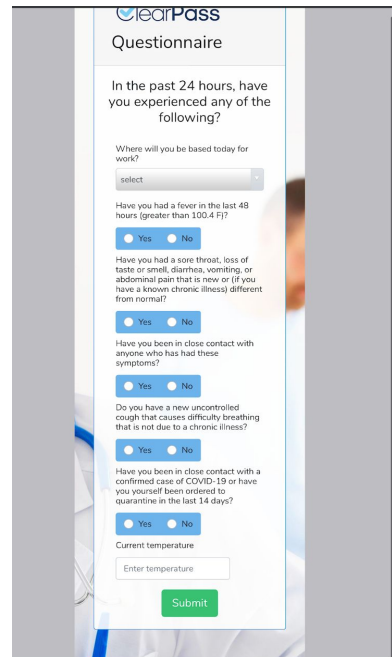 ClearPass
Questionnaire
In the past 24 hours, have
you experienced any of the
following?
Where will you be based today for
work?
select
Have you had a fever in the last 48
hours (greater than 100.4 F)?
Yes No
Have you had a sore throat, loss of
taste or smell, diarrhea, vomiting, or
abdominal pain that is new or (if you
have a known chronic illness) different
from normal?
Yes No
Have you been in close contact with
anyone who has had these
symptoms?
Yes No
Do you have a new uncontrolled
cough that causes difficulty breathing
that is not due to a chronic illness?
Yes No
Have you been in close contact with a
confirmed case of COVID-19 or have
you yourself been ordered to
quarantine in the last 14 days?
Yes No
Current temperature
Enter temperature
Submit